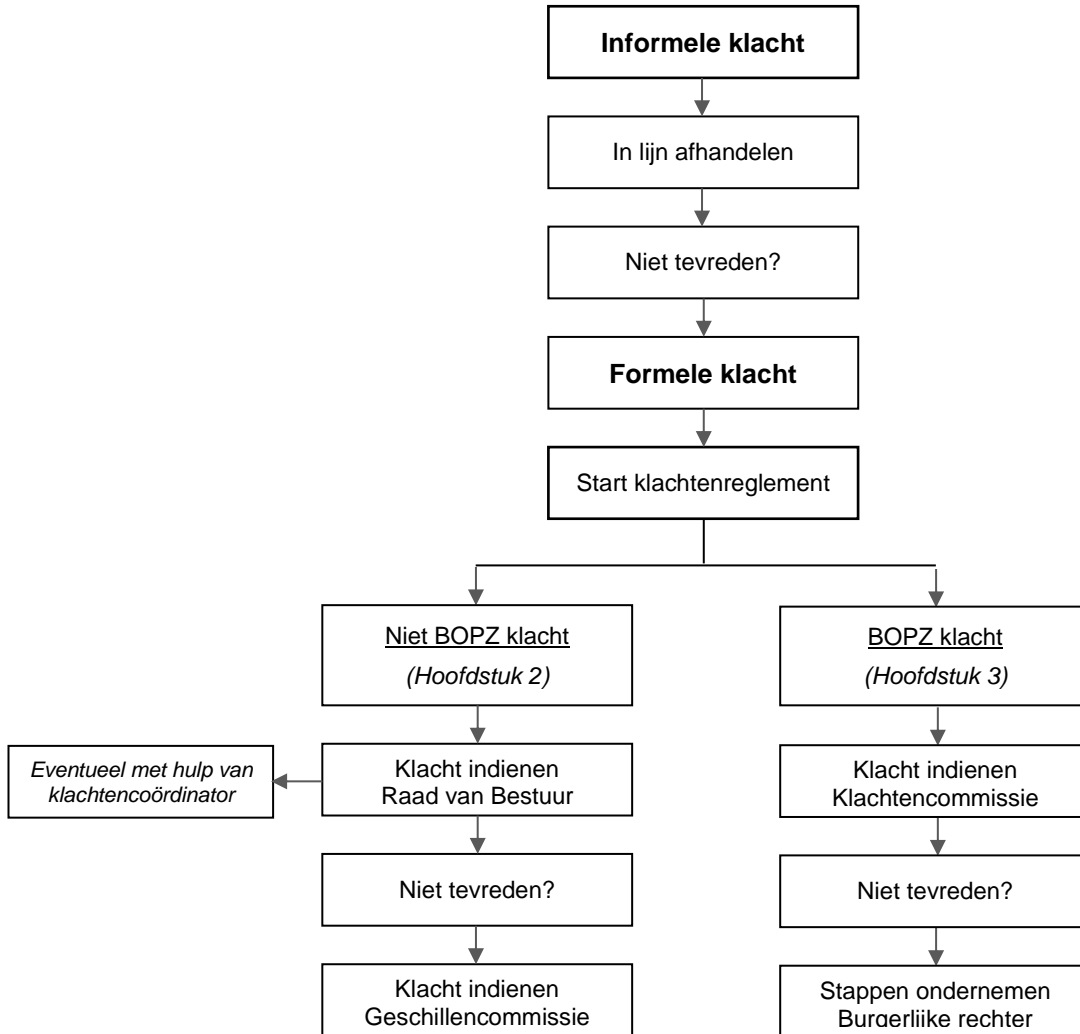 Informele klacht
In lijn afhandelen
Niet tevreden?
Formele klacht
Start klachtenreglement
Niet BOPZ klacht
(Hoofdstuk 2)
BOPZ klacht
(Hoofdstuk 3)
Eventueel met hulp van
klachtencoördinator
Klacht indienen
Raad van Bestuur
Klacht indienen
Klachtencommissie
Niet tevreden?
Niet tevreden?
Klacht indienen
Geschillencommissie
Stappen ondernemen
Burgerlijke rechter